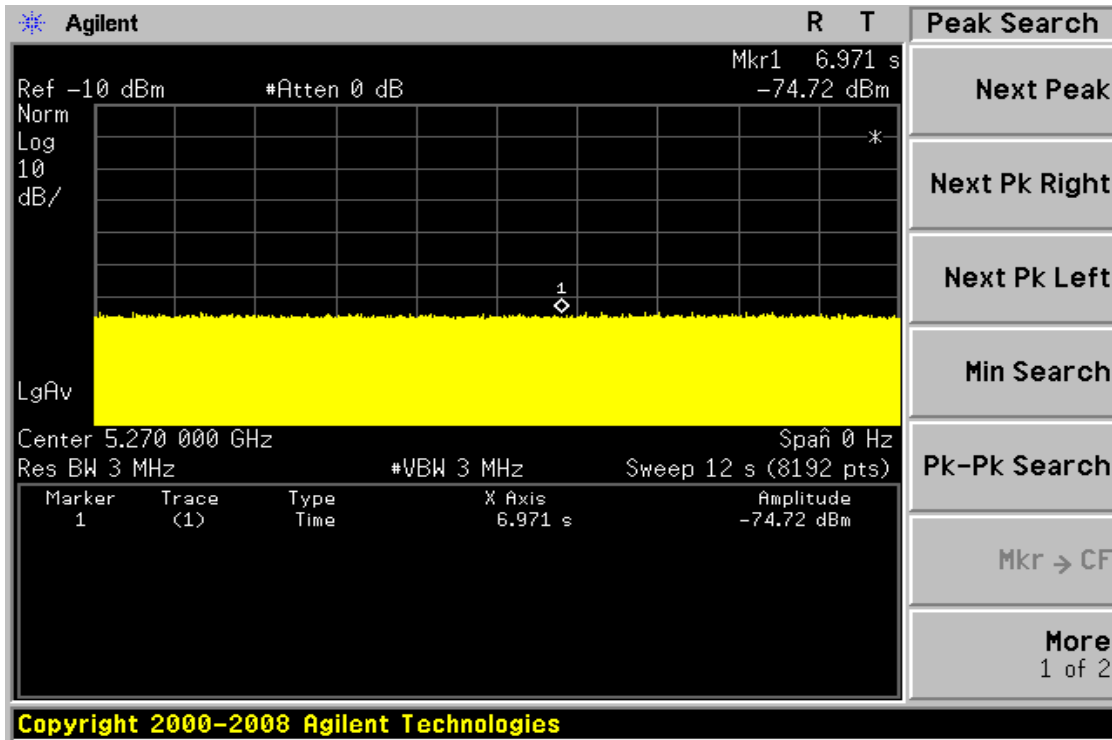 Agilent R T
Mkr1 6.971 s
Ref −10 dBm #Atten 0 dB −74.72 dBm
Norm
Log
10
dB/
*
1
LgAv
Center 5.270 000 GHz Span̂ 0 Hz
Res BW 3 MHz #VBW 3 MHz Sweep 12 s (8192 pts)
Marker Trace Type X Axis Amplitude
1 (1) Time 6.971 s −74.72 dBm
Copyright 2000–2008 Agilent Technologies
Peak Search
Next Peak
Next Pk Right
Next Pk Left
Min Search
Pk–Pk Search
Mkr → CF
More
1 of 2